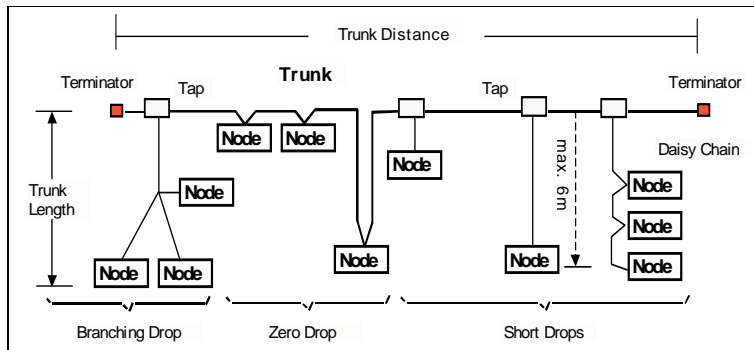 Trunk Distance
Terminator
Tap
Trunk
Tap
Terminator
Node
Node
Node
Daisy Chain
max. 6m
Trunk
Length
Node
Node
Node
Node
Node
Node
Node
Node
Node
Branching Drop
Zero Drop
Short Drops